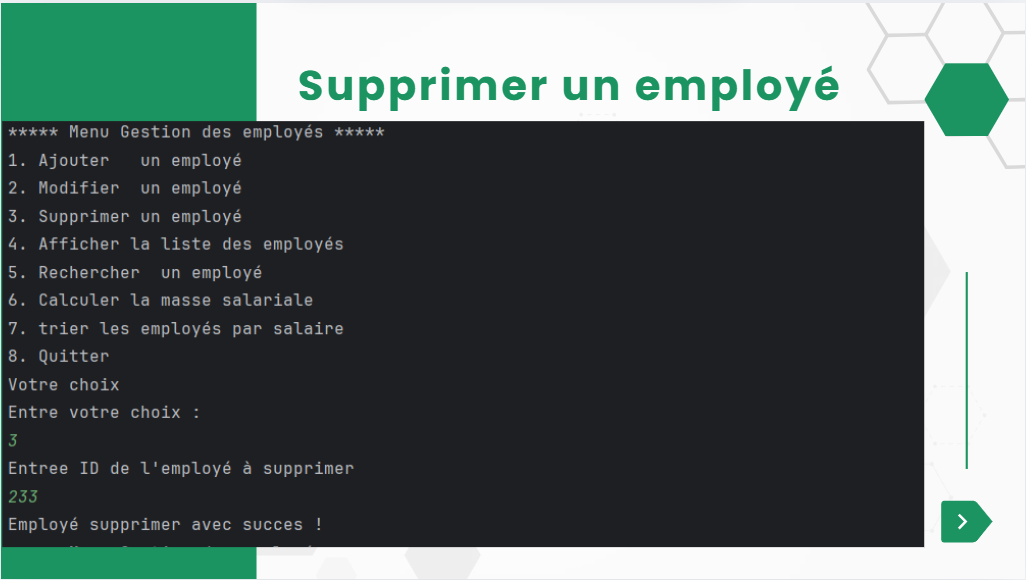 Supprimer un employé
***** Menu Gestion des employés *****
1. Ajouter   un employé
2. Modifier  un employé
3. Supprimer un employé
4. Afficher la liste des employés
5. Rechercher  un employé
6. Calculer la masse salariale
7. trier les employés par salaire
8. Quitter
Votre choix
Entre votre choix :
3
Entree ID de l'employé à supprimer
233
Employé supprimer avec succes !